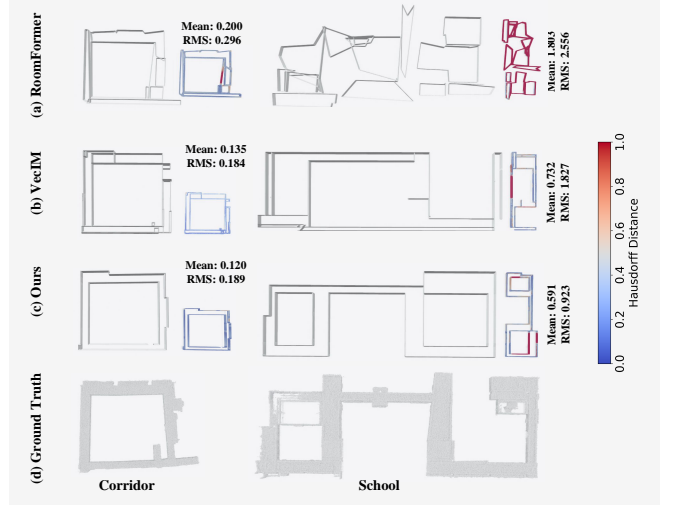 (a) RoomFormer
Mean: 0.200
RMS: 0.296
Mean: 1.803
RMS: 2.556
(b) VecIM
Mean: 0.135
RMS: 0.184
Mean: 0.732
RMS: 1.827
(c) Ours
Mean: 0.120
RMS: 0.189
Mean: 0.591
RMS: 0.923
(d) Ground Truth
Corridor
School
1.0
0.8
0.6
0.4
0.2
0.0
Hausdorff Distance